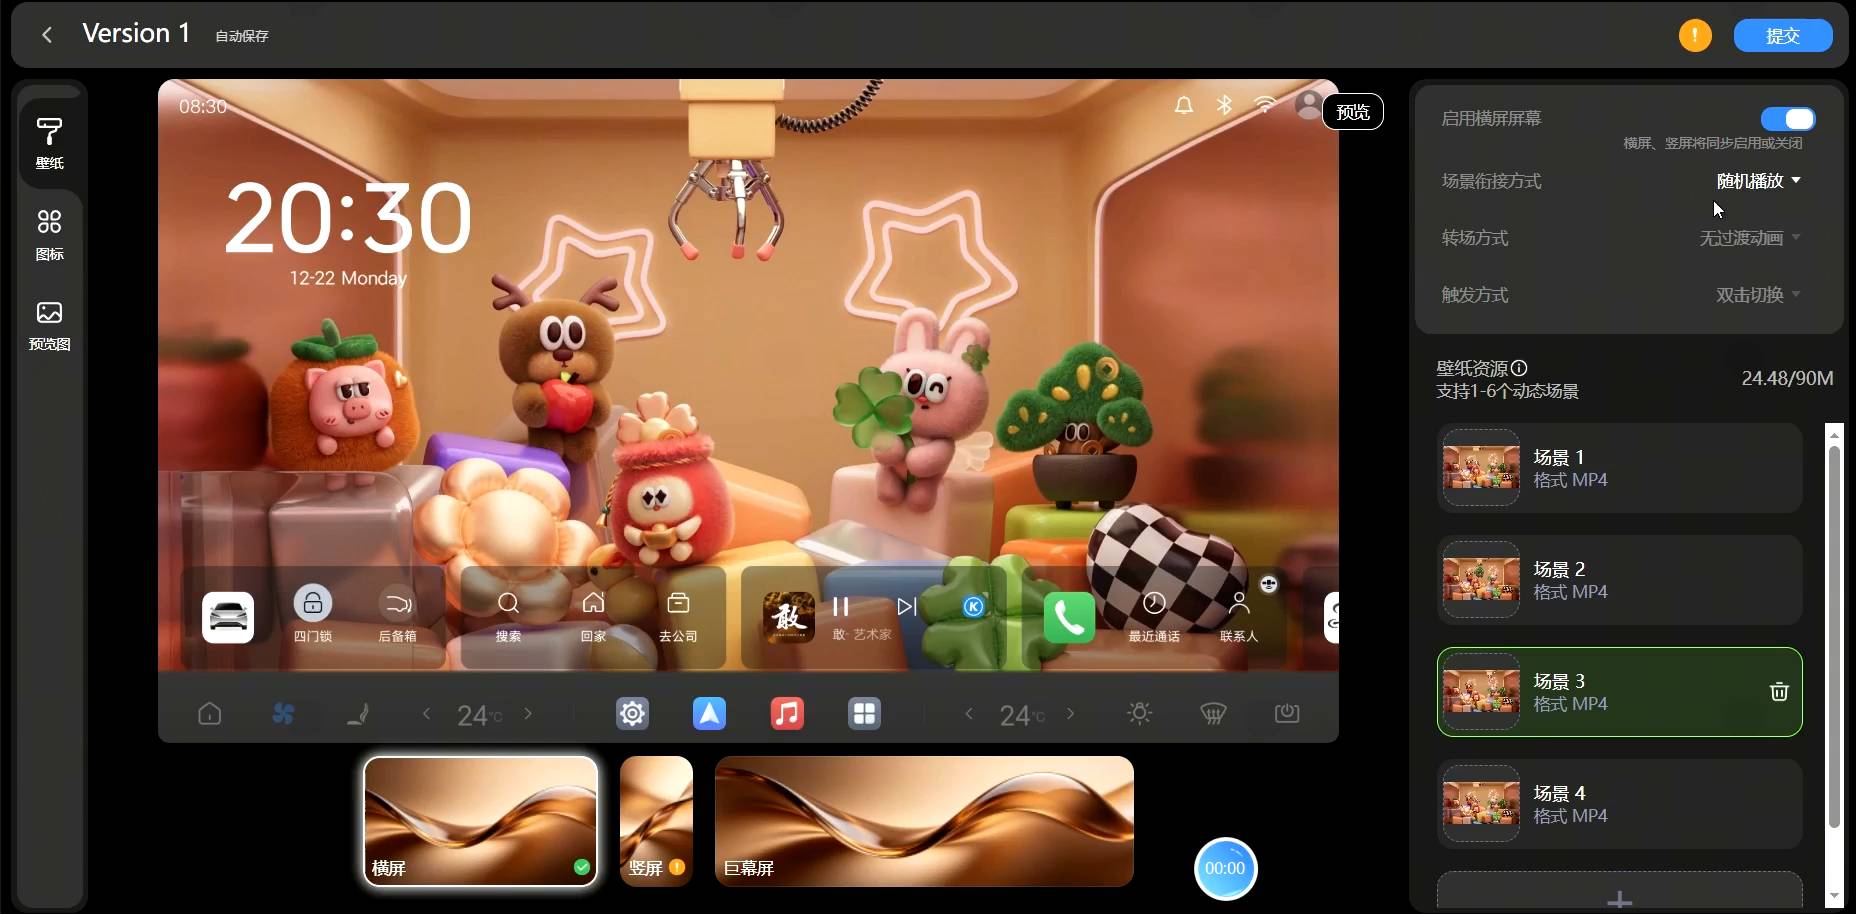 Version 1
自动保存
!
提交
壁纸
图标
预览图
08:30
预览
20:30
12-22 Monday
四门锁
后备箱
搜索
回家
去公司
敢
敢- 艺术家
K
最近通话
联系人
24°C
24°C
横屏
竖屏
!
巨幕屏
00:00
启用横屏屏幕
横屏、竖屏将同步启用或关闭
场景衔接方式
随机播放
转场方式
无过渡动画
触发方式
双击切换
壁纸资源
支持1-6个动态场景
24.48/90M
场景 1
格式 MP4
场景 2
格式 MP4
场景 3
格式 MP4
场景 4
格式 MP4